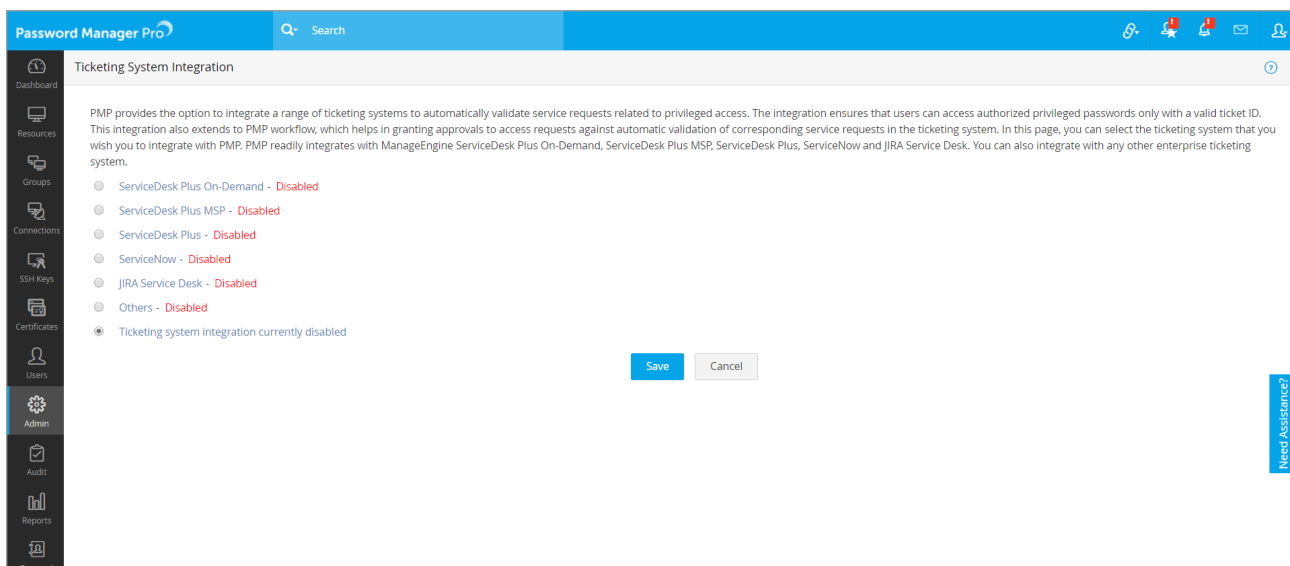 Password Manager Pro
Search
Dashboard
Resources
Groups
Connections
SSH Keys
Certificates
Users
Admin
Audit
Reports
Ticketing System Integration
PMP provides the option to integrate a range of ticketing systems to automatically validate service requests related to privileged access. The integration ensures that users can access authorized privileged passwords only with a valid ticket ID.
This integration also extends to PMP workflow, which helps in granting approvals to access requests against automatic validation of corresponding service requests in the ticketing system. In this page, you can select the ticketing system that you
wish you to integrate with PMP. PMP readily integrates with ManageEngine ServiceDesk Plus On-Demand, ServiceDesk Plus MSP, ServiceDesk Plus, ServiceNow and JIRA Service Desk. You can also integrate with any other enterprise ticketing
system.
ServiceDesk Plus On-Demand - Disabled
ServiceDesk Plus MSP - Disabled
ServiceDesk Plus - Disabled
ServiceNow - Disabled
JIRA Service Desk - Disabled
Others - Disabled
Ticketing system integration currently disabled
Save Cancel
Need Assistance?